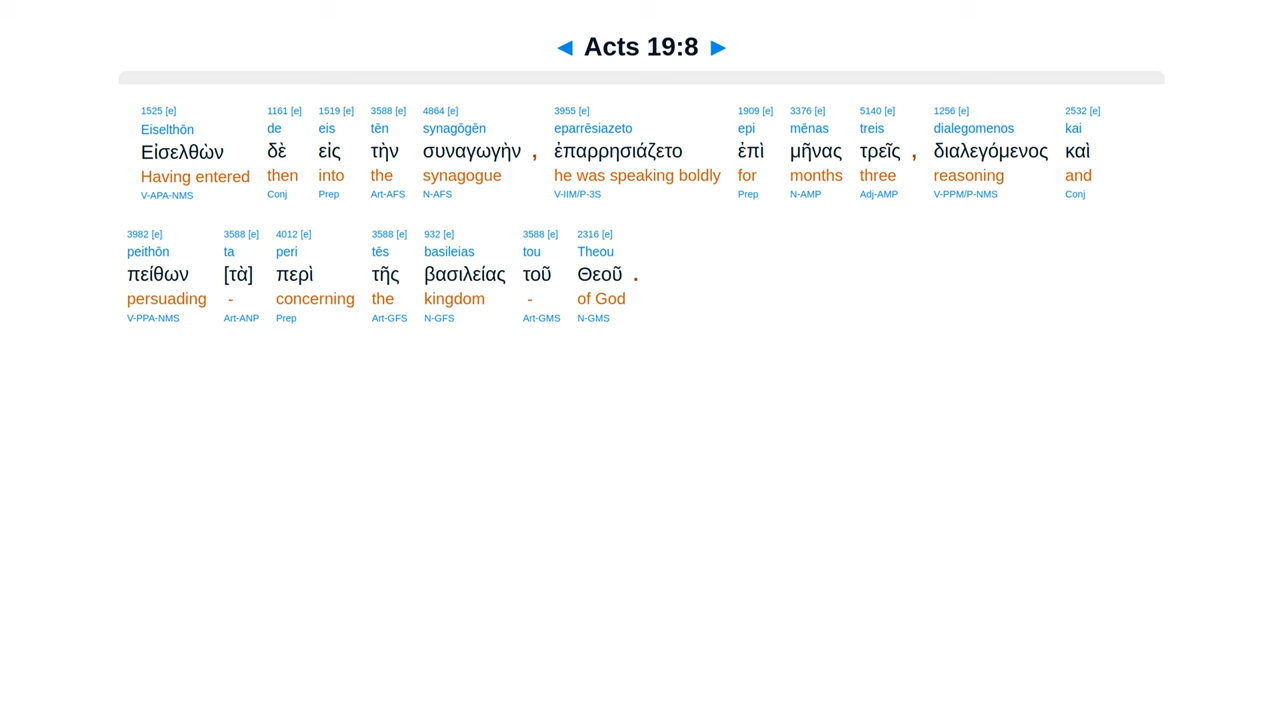 ◄ Acts 19:8 ►
1525 [e] 1161 [e] 1519 [e] 3588 [e] 4864 [e] 3955 [e] 1909 [e] 3376 [e] 5140 [e] 1256 [e] 2532 [e]
Eiselthōn de eis tēn synagōgēn eparrēsiazeto epi mēnas treis dialegomenos kai
Εἰσελθὼν δὲ εἰς τὴν συναγωγὴν , ἐπαρρησιάζετο ἐπὶ μῆνας τρεῖς , διαλεγόμενος καὶ
Having entered then into the synagogue he was speaking boldly for months three reasoning and
V-APA-NMS Conj Prep Art-AFS N-AFS V-IIM/P-3S Prep N-AMP Adj-AMP V-PPM/P-NMS Conj
3982 [e] 3588 [e] 4012 [e] 3588 [e] 932 [e] 3588 [e] 2316 [e]
peithōn ta peri tēs basileias tou Theou
πείθων [τὰ] περὶ τῆς βασιλείας τοῦ Θεοῦ .
persuading - concerning the kingdom - of God
V-PPA-NMS Art-ANP Prep Art-GFS N-GFS Art-GMS N-GMS